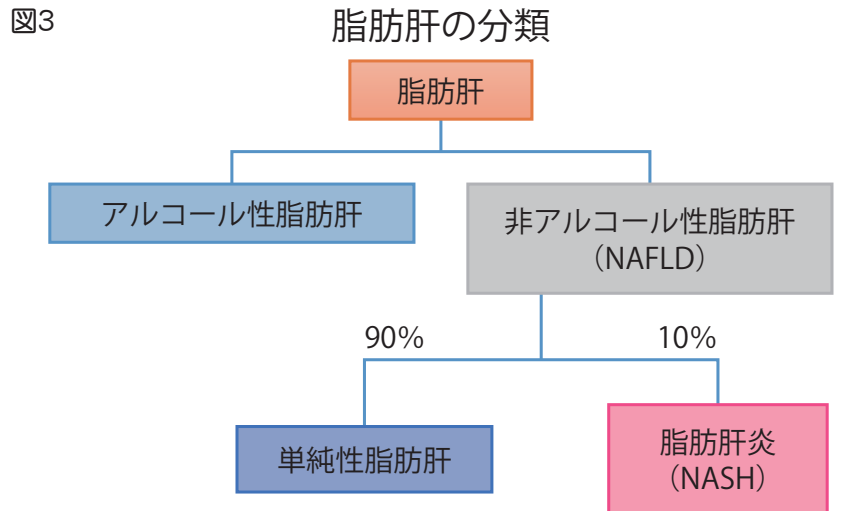 図3
脂肪肝の分類
脂肪肝
アルコール性脂肪肝
非アルコール性脂肪肝
（NAFLD）
90%
10%
単純性脂肪肝
脂肪肝炎
（NASH）